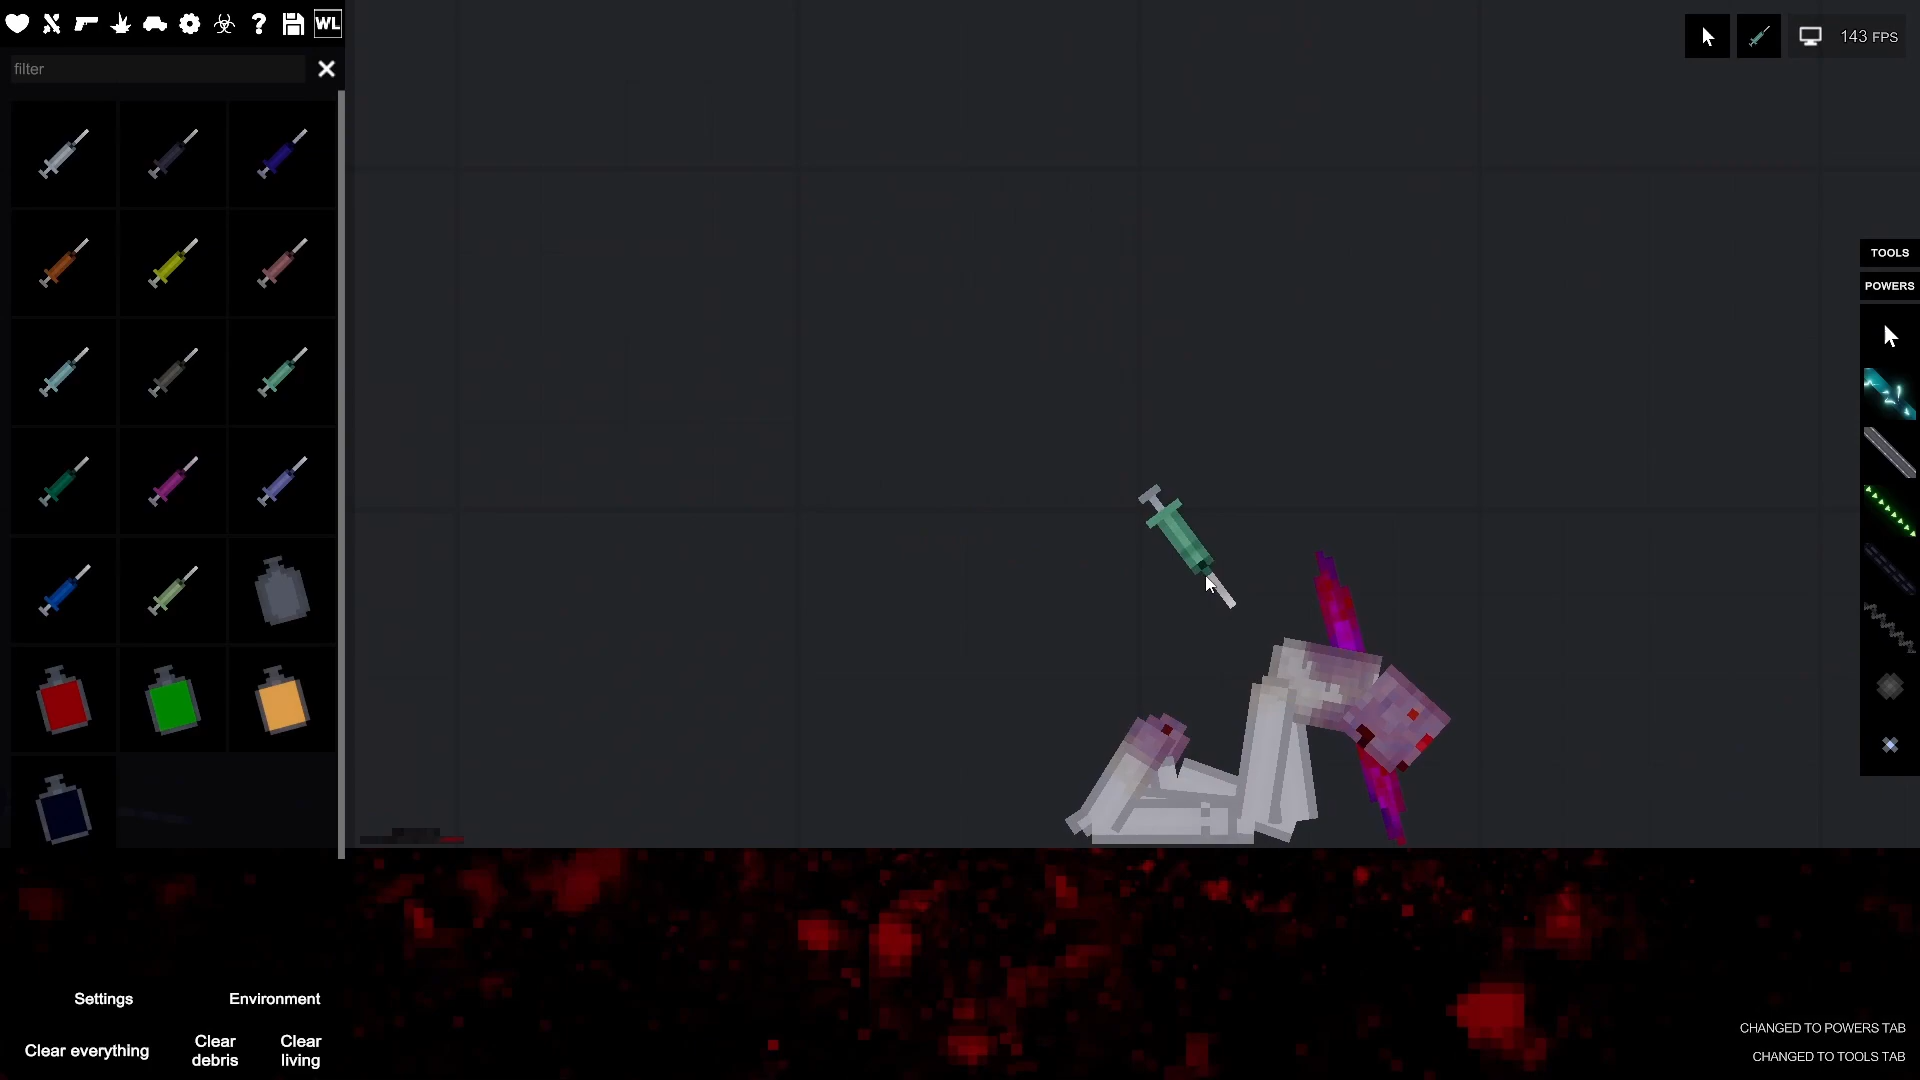 WL
143 FPS
filter
TOOLS
POWERS
Settings
Environment
Clear everything
Clear debris
Clear living
CHANGED TO POWERS TAB
CHANGED TO TOOLS TAB